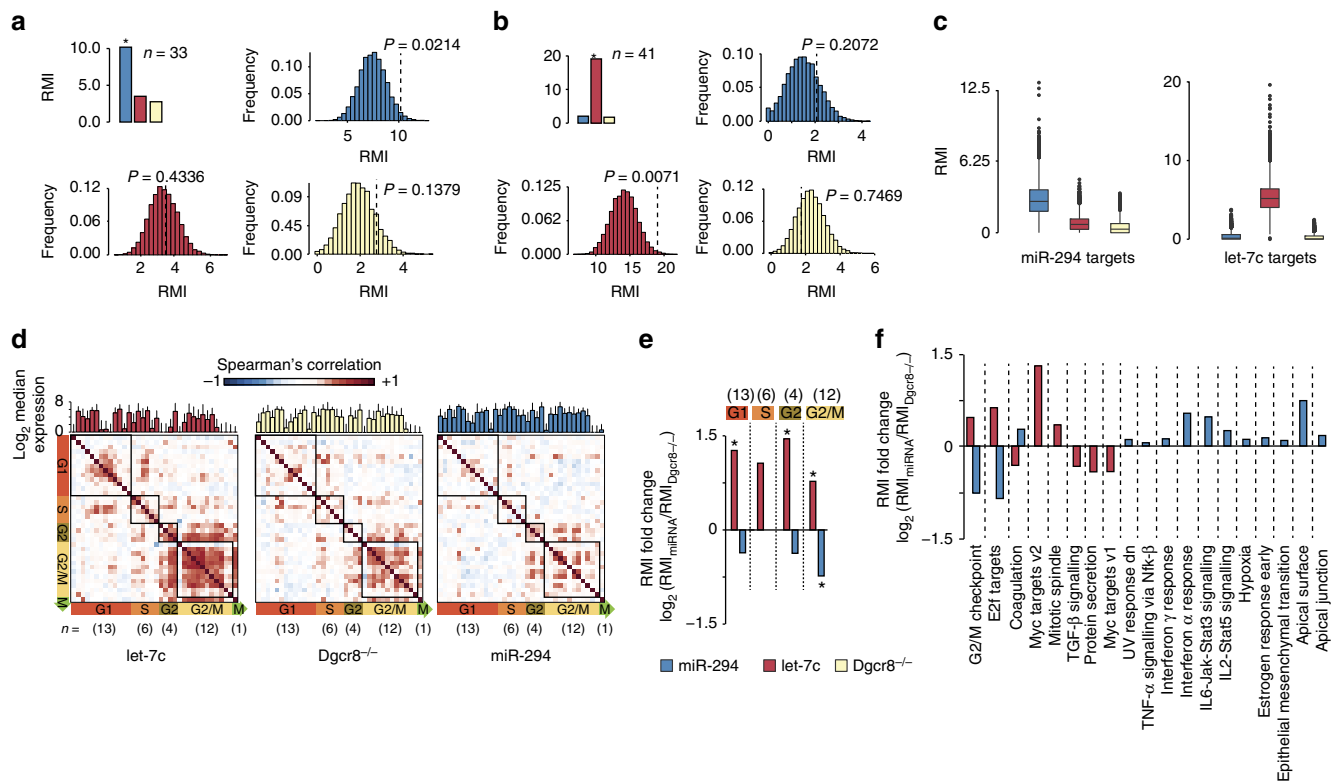 a
RMI
10.0
5.0
0.0
*
n = 33
Frequency
0.10
0.05
0.00
P = 0.0214
5
10
RMI
Frequency
0.12
0.06
0.00
P = 0.4336
2
4
6
RMI
Frequency
0.09
0.45
0.00
P = 0.1379
0
2
4
RMI
b
20
10
0
*
n = 41
Frequency
0.10
0.05
0.00
P = 0.2072
0
2
4
RMI
Frequency
0.125
0.062
0.00
P = 0.0071
10
15
20
RMI
Frequency
0.12
0.06
0.00
P = 0.7469
0
2
4
6
RMI
c
RMI
12.5
6.25
0
miR-294 targets
20
10
0
let-7c targets
d
Spearman's correlation
−1
+1
Log2 median
expression
8
4
0
G1
S
G2
G2/M
M
G1 S G2 G2/M M
G1 S G2 G2/M M
G1 S G2 G2/M M
n = (13) (6) (4) (12) (1)
(13) (6) (4) (12) (1)
(13) (6) (4) (12) (1)
let-7c
Dgcr8−/−
miR-294
e
(13) (6) (4) (12)
G1 S G2 G2/M
RMI fold change
log2 (RMImiRNA/RMIDgcr8−/−)
1.5
0
−1.5
*
*
*
*
miR-294
let-7c
Dgcr8−/−
f
RMI fold change
log2 (RMImiRNA/RMIDgcr8−/−)
1.5
0
−1.5
G2/M checkpoint
E2f targets
Coagulation
Myc targets v2
Mitotic spindle
TGF-β signalling
Protein secretion
Myc targets v1
UV response dn
TNF-α signalling via Nfk-β
Interferon γ response
Interferon α response
IL6-Jak-Stat3 signalling
IL2-Stat5 signalling
Hypoxia
Estrogen response early
Epithelial mesenchymal transition
Apical surface
Apical junction